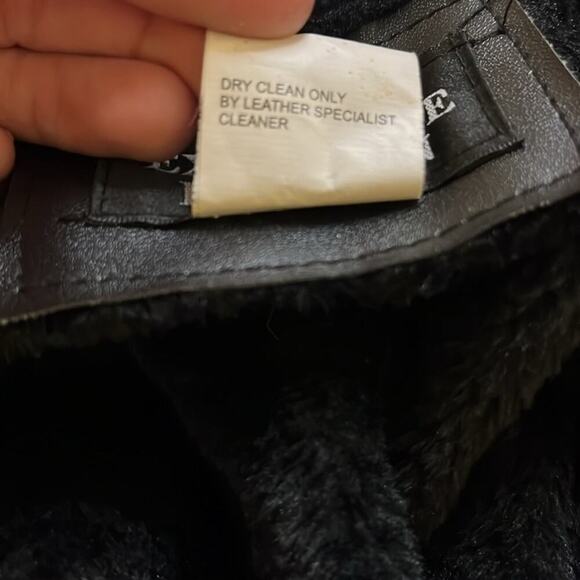 DRY CLEAN ONLY
BY LEATHER SPECIALIST
CLEANER